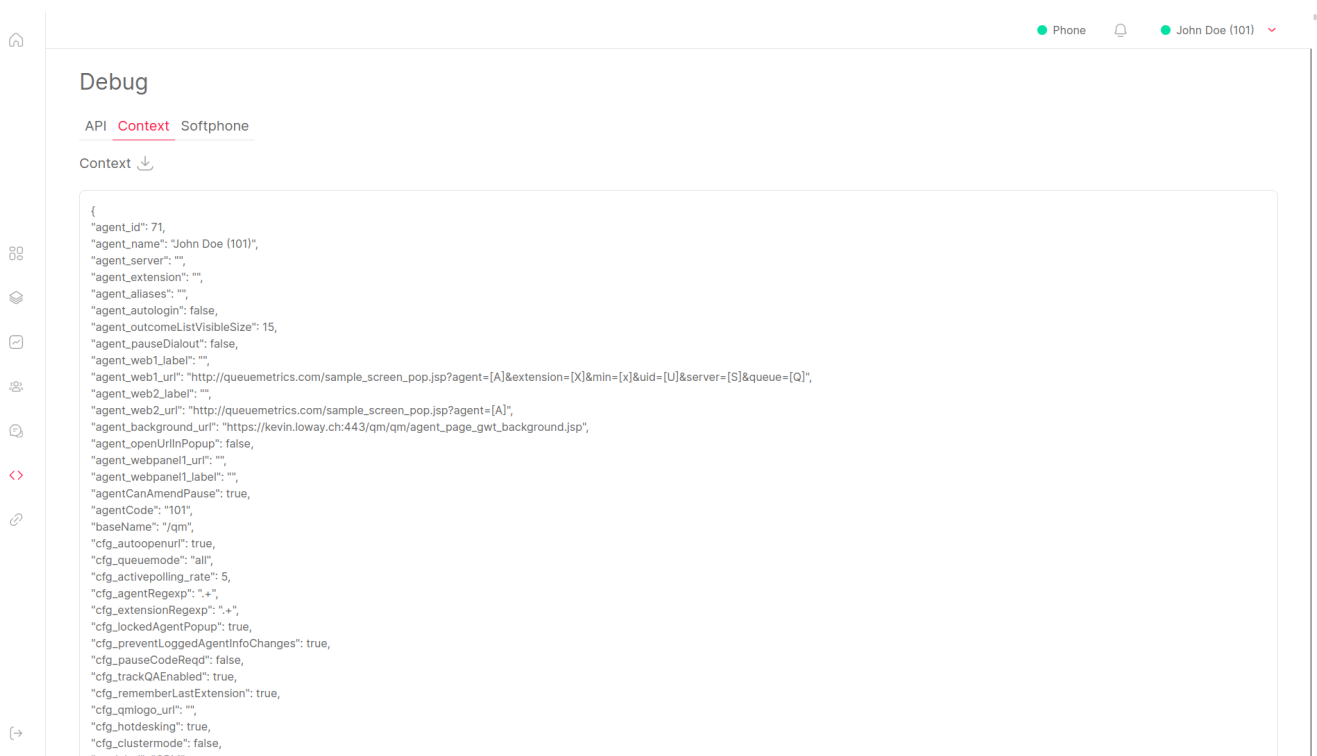 Phone
John Doe (101)
Debug
API Context Softphone
Context
{
"agent_id": 71,
"agent_name": "John Doe (101)",
"agent_server": "",
"agent_extension": "",
"agent_aliases": "",
"agent_autologin": false,
"agent_outcomeListVisibleSize": 15,
"agent_pauseDialout": false,
"agent_web1_label": "",
"agent_web1_url": "http://queuemetrics.com/sample_screen_pop.jsp?agent=[A]&extension=[X]&min=[x]&uid=[U]&server=[S]&queue=[Q]",
"agent_web2_label": "",
"agent_web2_url": "http://queuemetrics.com/sample_screen_pop.jsp?agent=[A]",
"agent_background_url": "https://kevin.loway.ch:443/qm/qm/agent_page_gwt_background.jsp",
"agent_openUrlInPopup": false,
"agent_webpanel1_url": "",
"agent_webpanel1_label": "",
"agentCanAmendPause": true,
"agentCode": "101",
"baseName": "/qm",
"cfg_autoopenurl": true,
"cfg_queuemode": "all",
"cfg_activepolling_rate": 5,
"cfg_agentRegexp": ".+",
"cfg_extensionRegexp": ".+",
"cfg_lockedAgentPopup": true,
"cfg_preventLoggedAgentInfoChanges": true,
"cfg_pauseCodeReqd": false,
"cfg_trackQAEnabled": true,
"cfg_rememberLastExtension": true,
"cfg_qmlogo_url": "",
"cfg_hotdesking": true,
"cfg_clustermode": false,